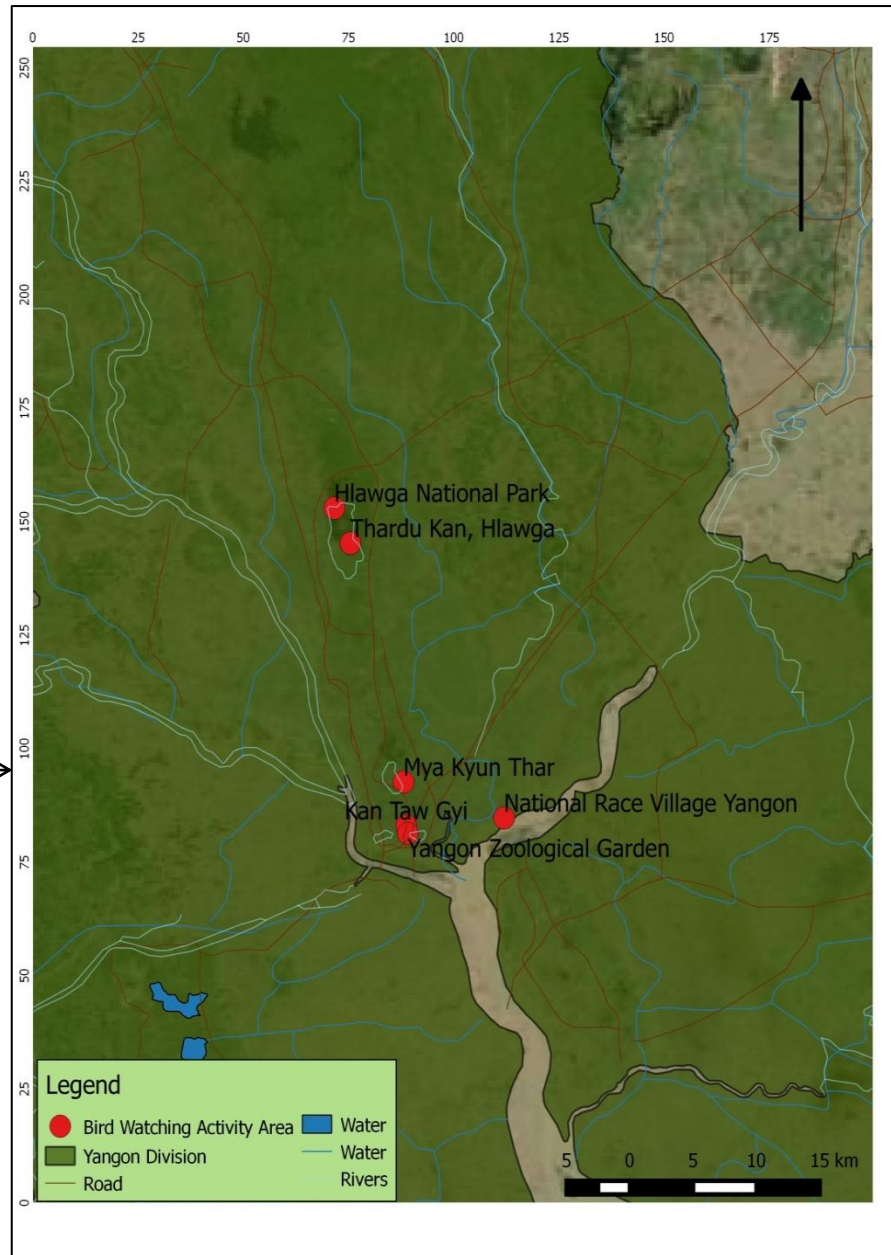 0 25 50 75 100 125 150 175
250
225
200
175
150
125
100
75
50
25
0
Hlawga National Park
Thardu Kan, Hlawga
Mya Kyun Thar
National Race Village Yangon
Kan Taw Gyi
Yangon Zoological Garden
Legend
Bird Watching Activity Area
Yangon Division
Road
Water
Water
Rivers
5 0 5 10 15 km